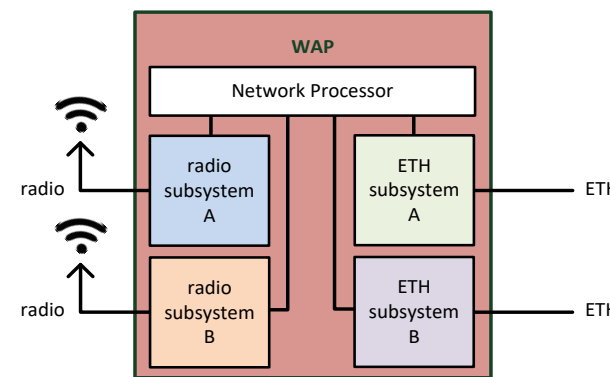 WAP
Network Processor
radio
subsystem
A
ETH
subsystem
A
radio
ETH
radio
subsystem
B
ETH
subsystem
B
radio
ETH